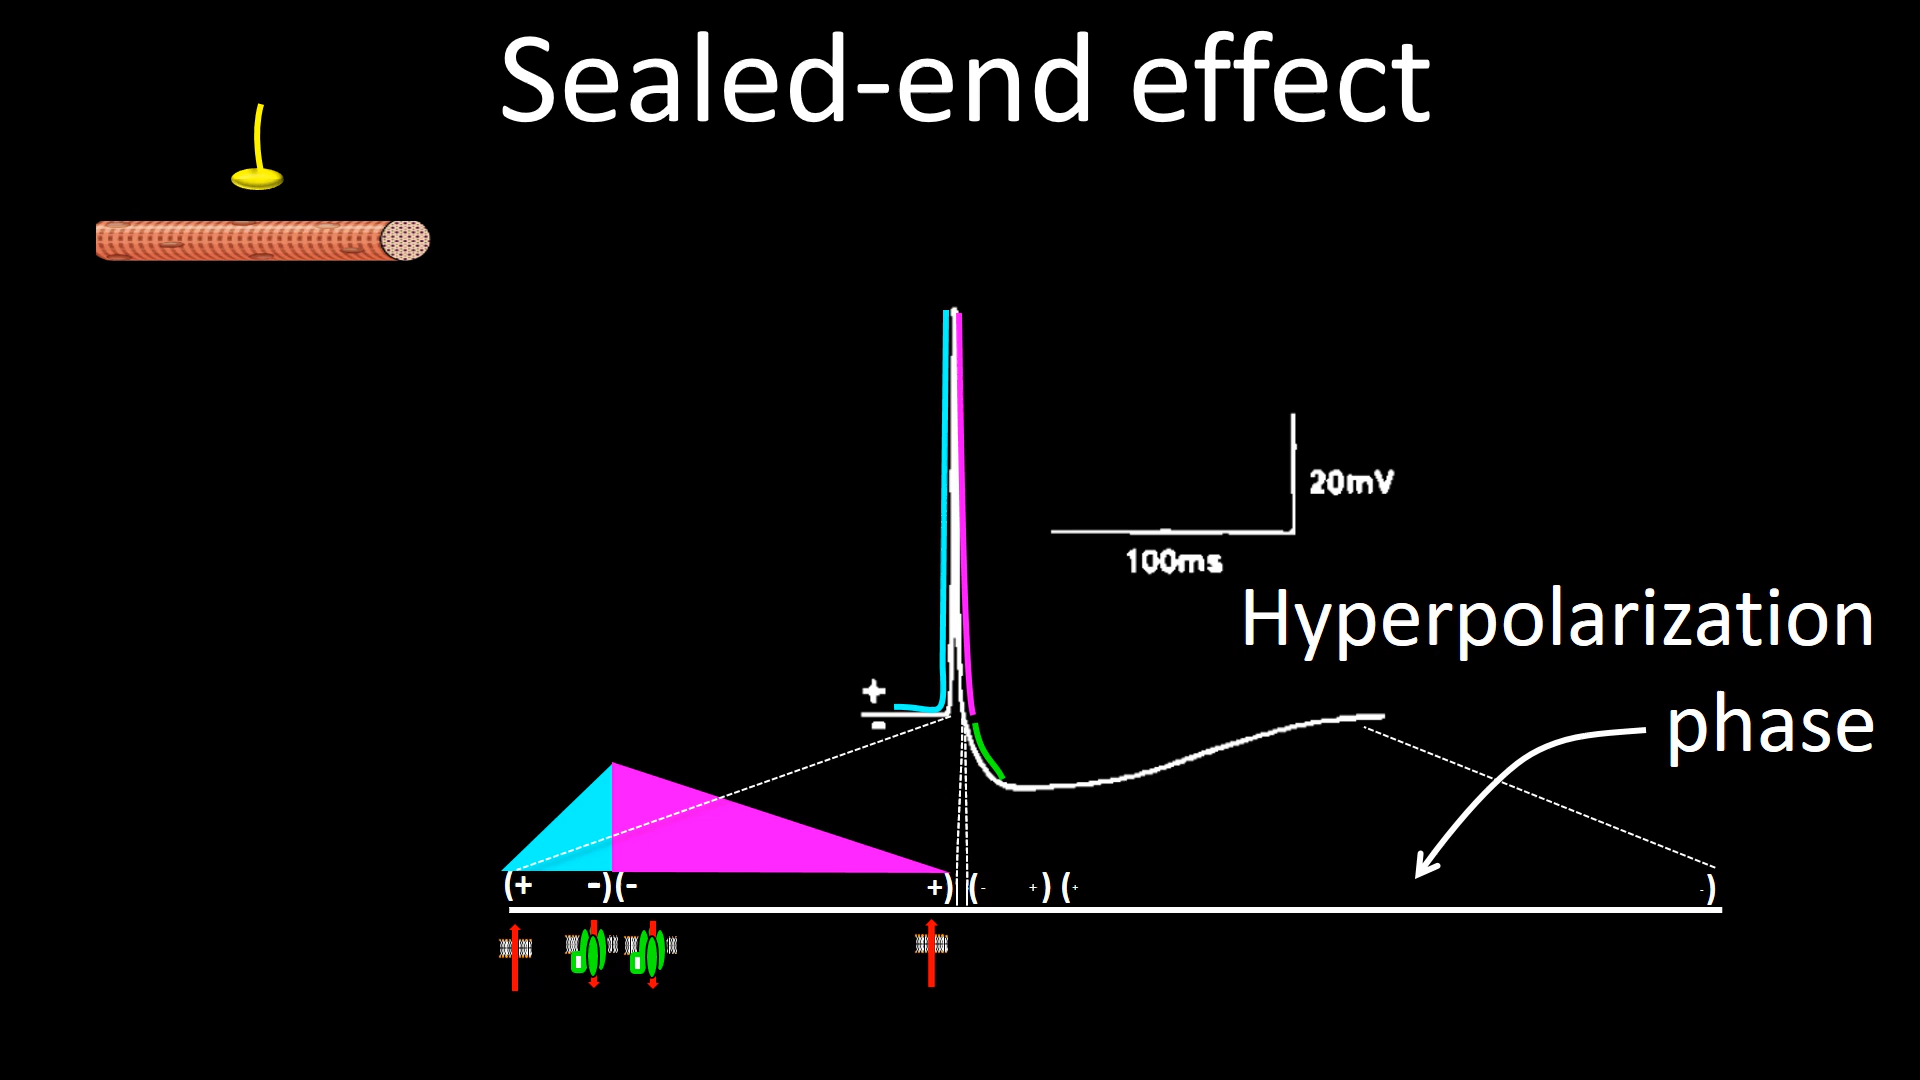 Sealed-end effect
20mV
100ms
Hyperpolarization
phase
+
-
(+ -)(- +) (- +) (+ -)